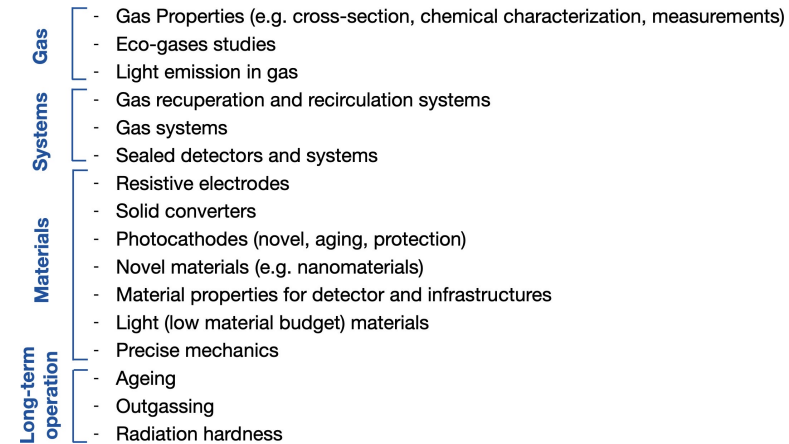 Gas
- Gas Properties (e.g. cross-section, chemical characterization, measurements)
- Eco-gases studies
- Light emission in gas
Systems
- Gas recuperation and recirculation systems
- Gas systems
- Sealed detectors and systems
Materials
- Resistive electrodes
- Solid converters
- Photocathodes (novel, aging, protection)
- Novel materials (e.g. nanomaterials)
- Material properties for detector and infrastructures
- Light (low material budget) materials
- Precise mechanics
Long-term
operation
- Ageing
- Outgassing
- Radiation hardness